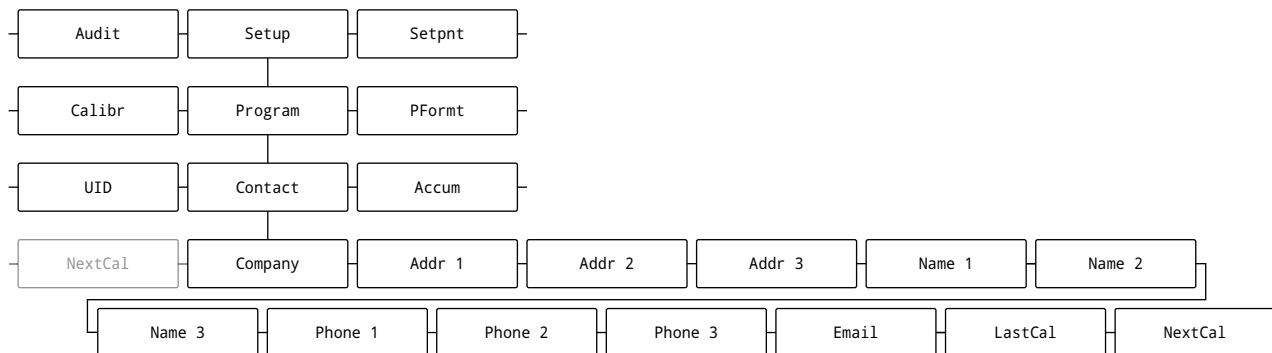 Audit Setup Setpnt
Calibr Program PFormt
UID Contact Accum
NextCal Company Addr 1 Addr 2 Addr 3 Name 1 Name 2
Name 3 Phone 1 Phone 2 Phone 3 Email LastCal NextCal